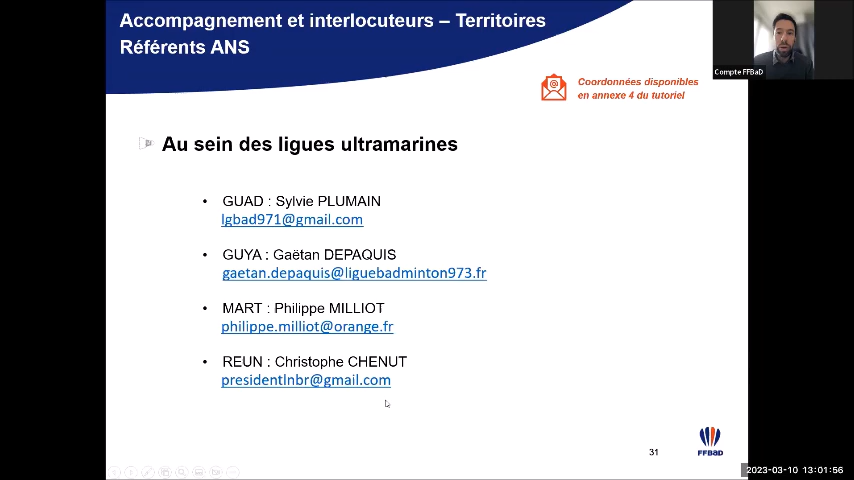 Accompagnement et interlocuteurs – Territoires
Référents ANS
Compte FFBaD
Coordonnées disponibles
en annexe 4 du tutoriel
Au sein des ligues ultramarines
• GUAD : Sylvie PLUMAIN
lgbad971@gmail.com
• GUYA : Gaëtan DEPAQUIS
gaetan.depaquis@liguebadminton973.fr
• MART : Philippe MILLIOT
philippe.milliot@orange.fr
• REUN : Christophe CHENUT
presidentlnbr@gmail.com
31
FFBaD
2023-03-10 13:01:56